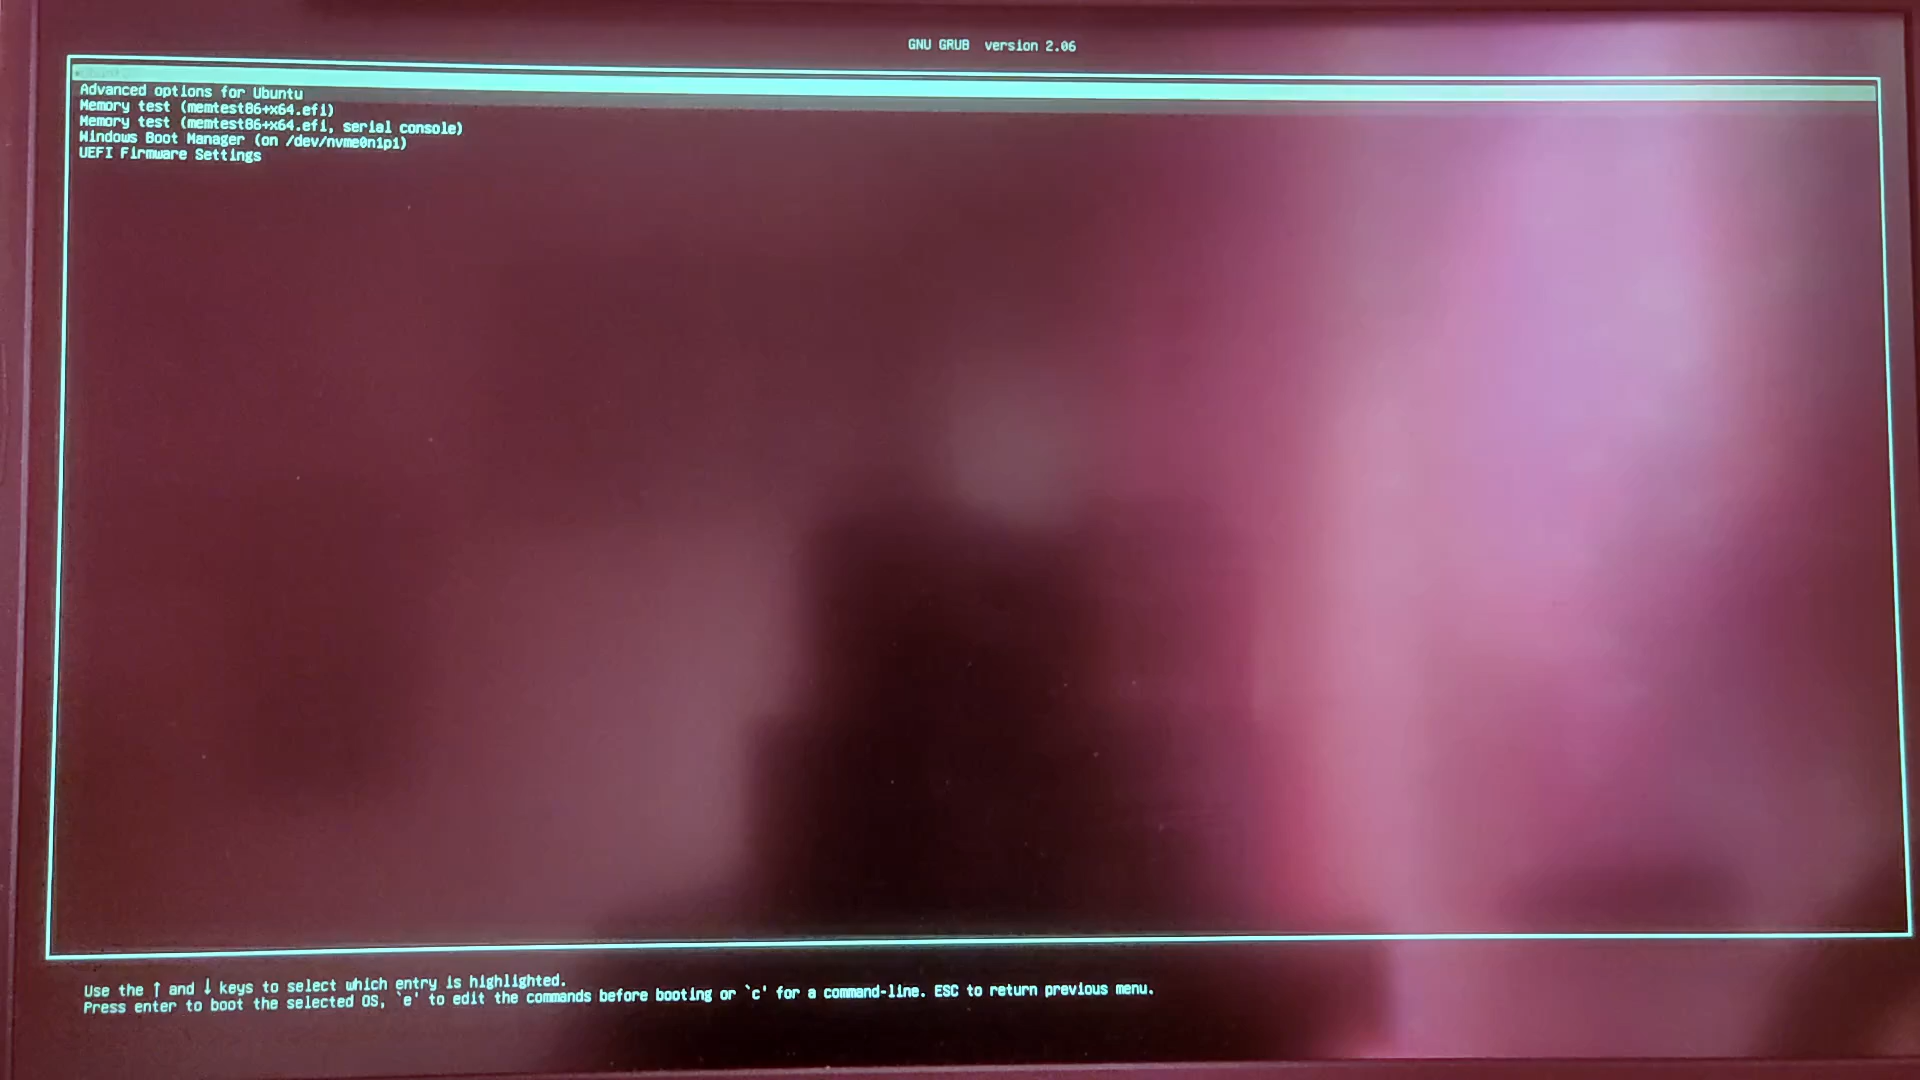 GNU GRUB version 2.06
Advanced options for Ubuntu
Memory test (memtest86+x64.efi)
Memory test (memtest86+x64.efi, serial console)
Windows Boot Manager (on /dev/nvme0n1p1)
UEFI Firmware Settings
Use the ↑ and ↓ keys to select which entry is highlighted.
Press enter to boot the selected OS, `e' to edit the commands before booting or `c' for a command-line. ESC to return previous menu.